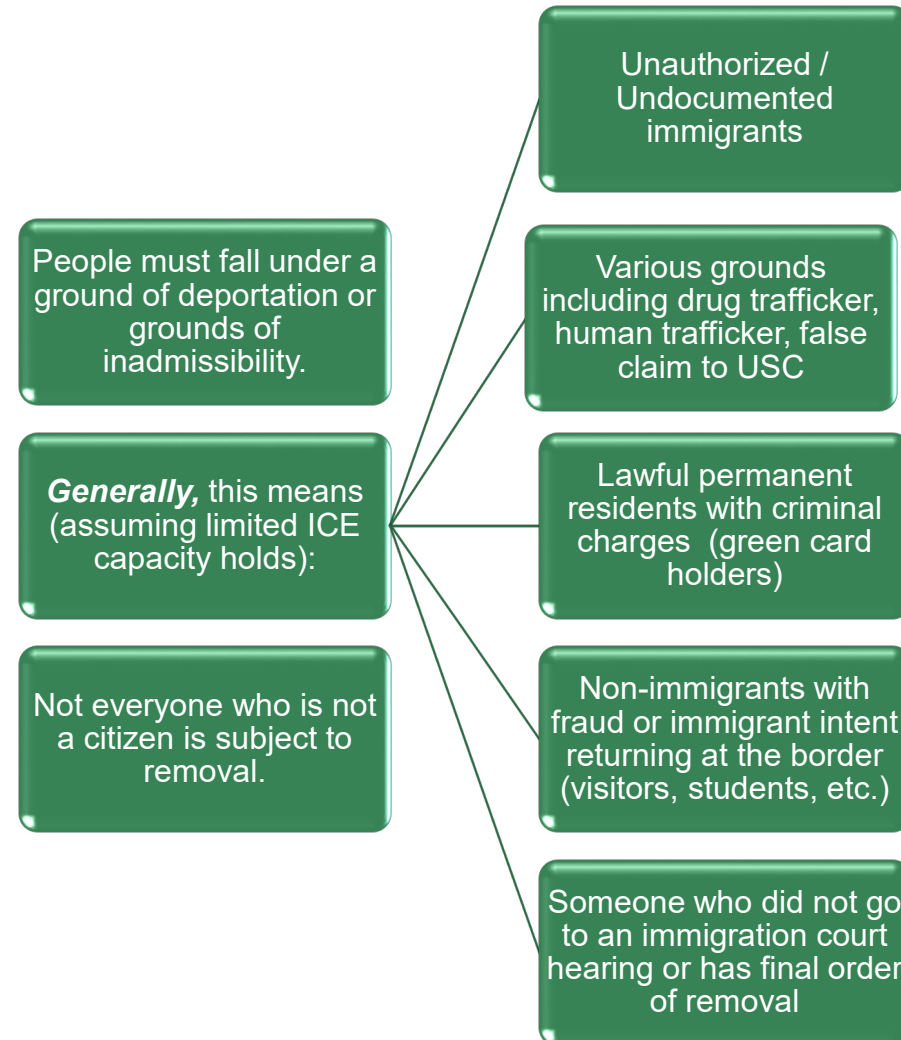 People must fall under a
ground of deportation or
grounds of
inadmissibility.
Generally, this means
(assuming limited ICE
capacity holds):
Not everyone who is not
a citizen is subject to
removal.
Unauthorized /
Undocumented
immigrants
Various grounds
including drug trafficker,
human trafficker, false
claim to USC
Lawful permanent
residents with criminal
charges (green card
holders)
Non-immigrants with
fraud or immigrant intent
returning at the border
(visitors, students, etc.)
Someone who did not go
to an immigration court
hearing or has final order
of removal